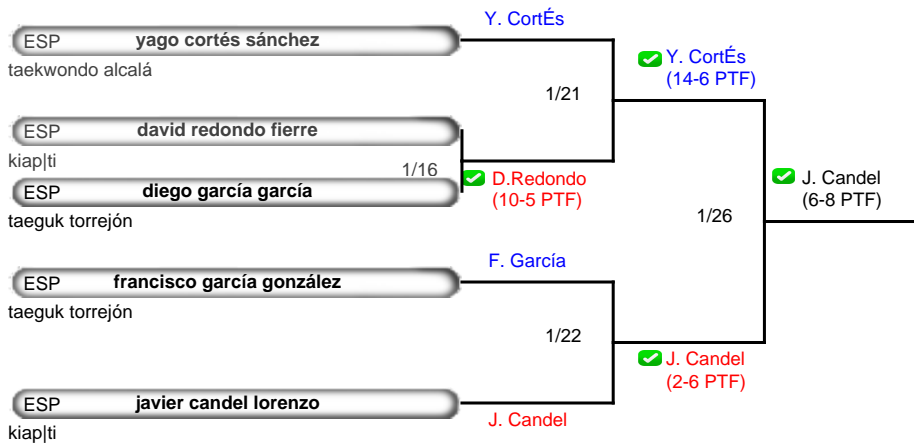 Y. CortÉs
ESP yago cortés sánchez
taekwondo alcalá
Y. CortÉs
(14-6 PTF)
1/21
ESP david redondo fierre
kiap|ti
1/16
D.Redondo
(10-5 PTF)
ESP diego garcía garcía
taeguk torrejón
J. Candel
(6-8 PTF)
1/26
F. García
ESP francisco garcía gonzález
taeguk torrejón
1/22
J. Candel
(2-6 PTF)
ESP javier candel lorenzo
kiap|ti
J. Candel